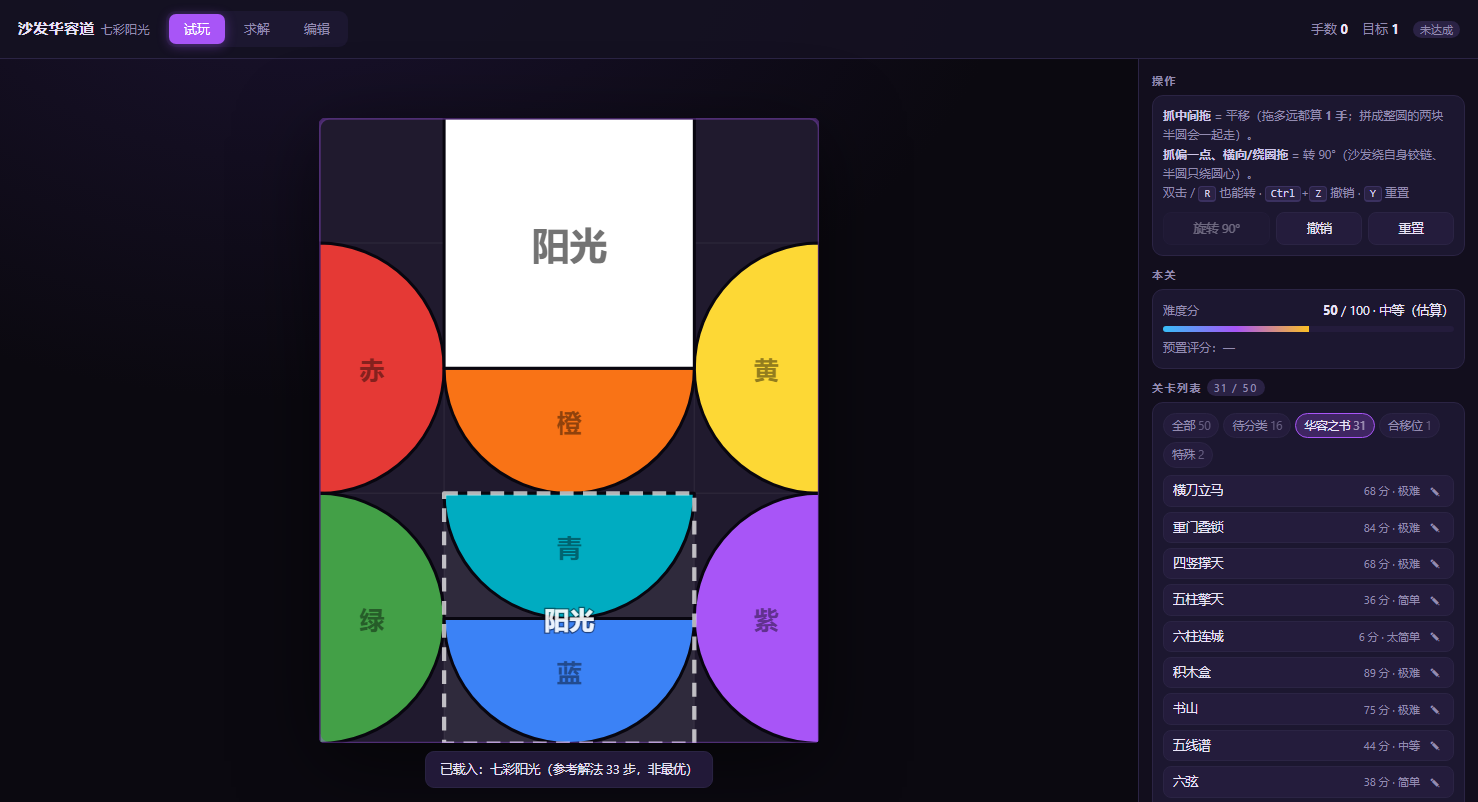 沙发华容道 七彩阳光 试玩 求解 编辑 手数 0 目标 1 未达成
阳光
赤
黄
橙
青
阳光
绿
紫
蓝
已载入：七彩阳光（参考解法 33 步，非最优）
操作
抓中间拖 = 平移（拖多远都算 1 手；拼成整圆的两块
半圆会一起走）。
抓偏一点、横向/绕圆拖 = 转 90°（沙发绕自身铰链、
半圆只绕圆心）。
双击 / R 也能转 · Ctrl + Z 撤销 · Y 重置
旋转 90° 撤销 重置
本关
难度分 50 / 100 · 中等（估算）
预置评分：—
关卡列表 31 / 50
全部 50 待分类 16 华容之书 31 合移位 1
特殊 2
横刀立马 68 分 · 极难
重门叠锁 84 分 · 极难
四竖撑天 68 分 · 极难
五柱擎天 36 分 · 简单
六柱连城 6 分 · 太简单
积木盒 89 分 · 极难
书山 75 分 · 极难
五线谱 44 分 · 中等
六弦 38 分 · 简单